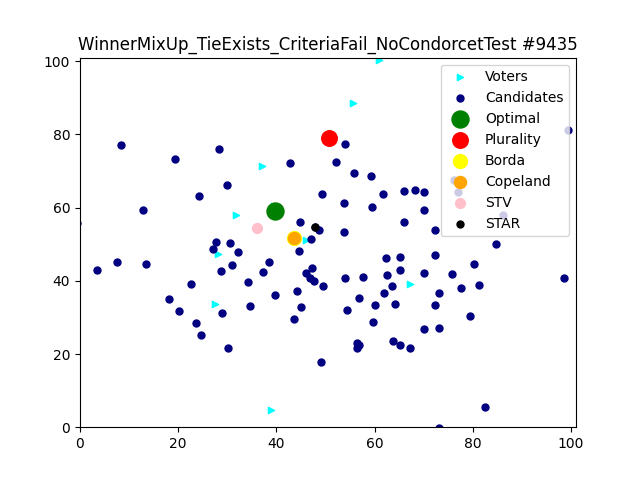 WinnerMixUp_TieExists_CriteriaFail_NoCondorcetTest #9435
100
80
60
40
20
0
0 20 40 60 80 100
Voters
Candidates
Optimal
Plurality
Borda
Copeland
STV
STAR